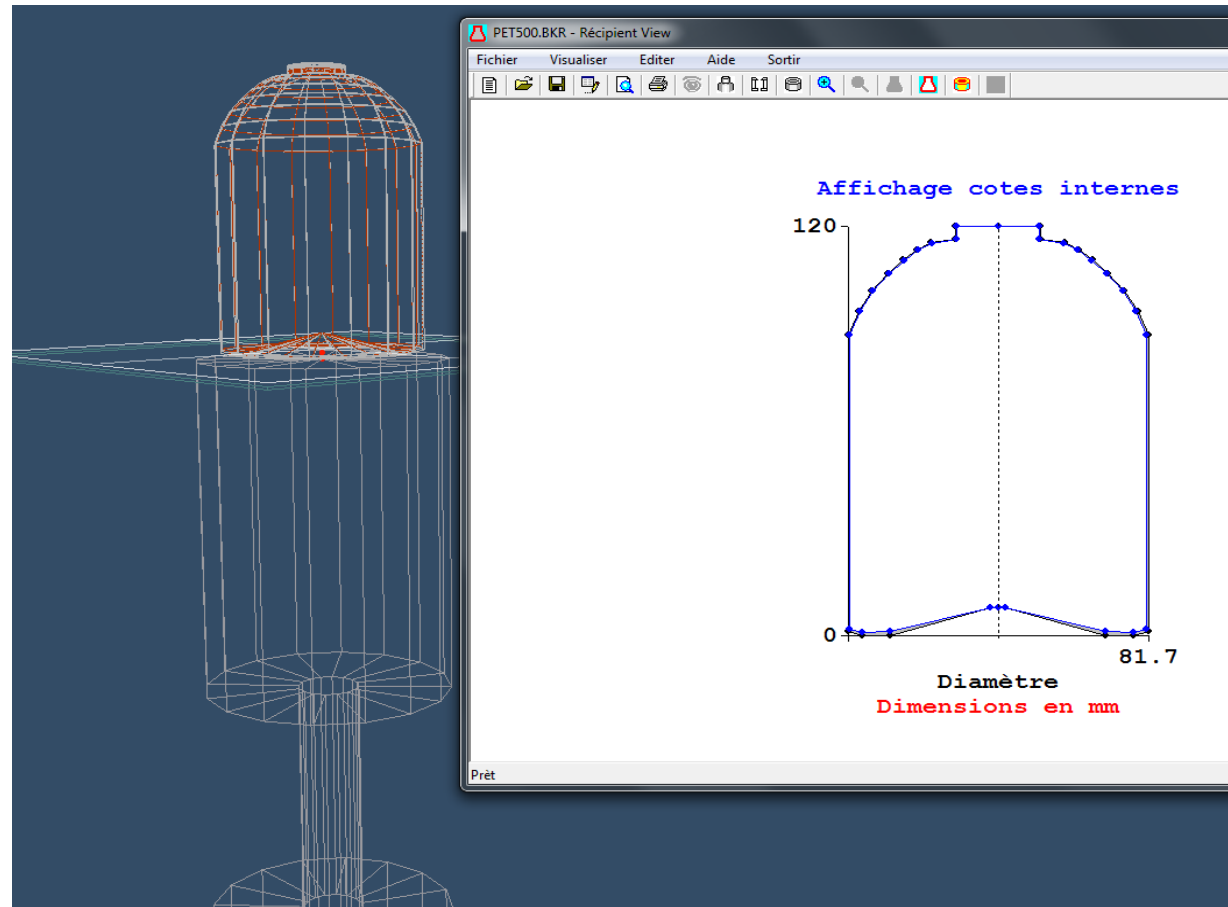 PET500.BKR - Récipient View
Fichier Visualiser Editer Aide Sortir
Affichage cotes internes
120
0
81.7
Diamètre
Dimensions en mm
Prèt